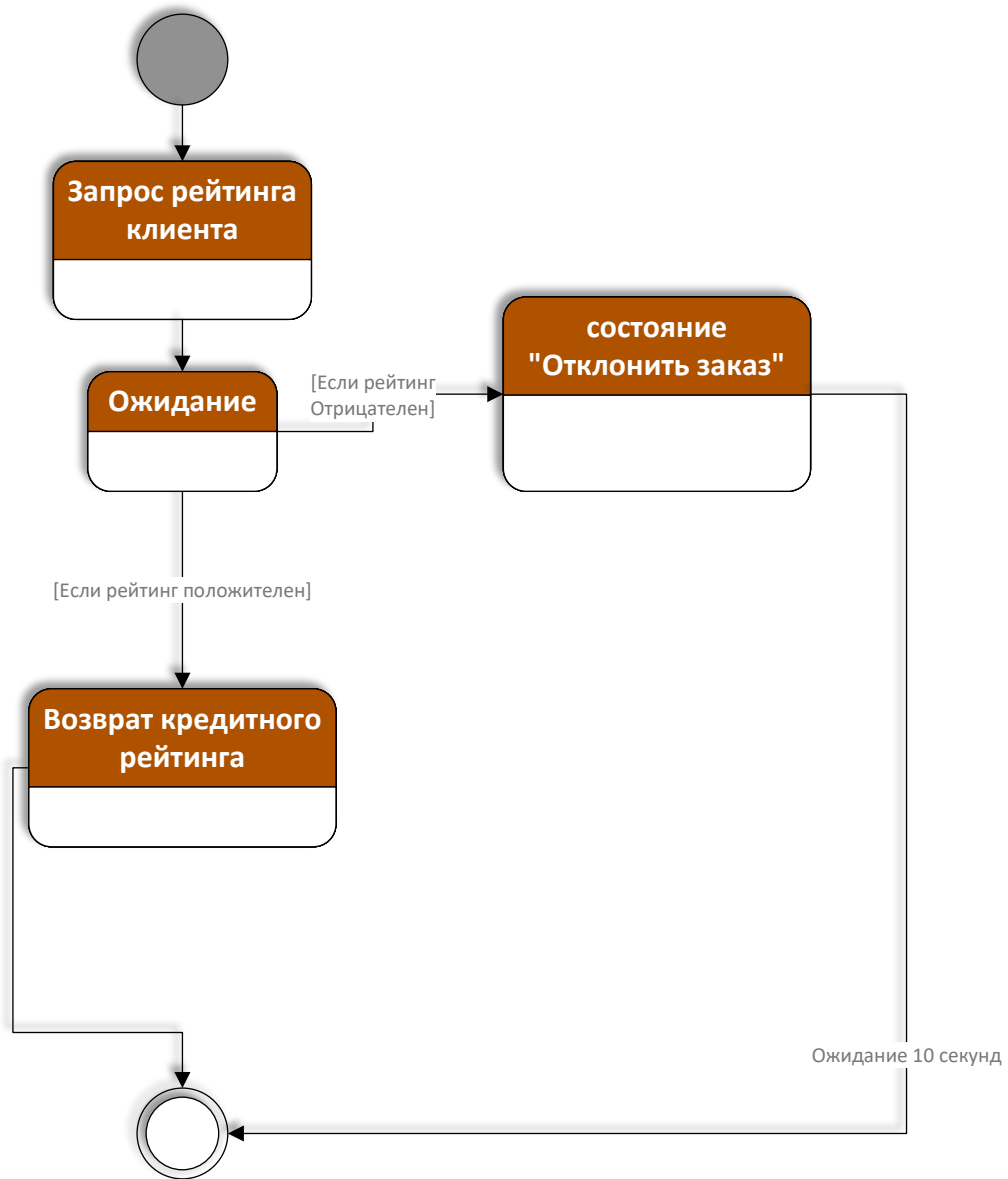 Запрос рейтинга
клиента
состояние
"Отклонить заказ"
Ожидание
[Если рейтинг
Отрицателен]
[Если рейтинг положителен]
Возврат кредитного
рейтинга
Ожидание 10 секунд